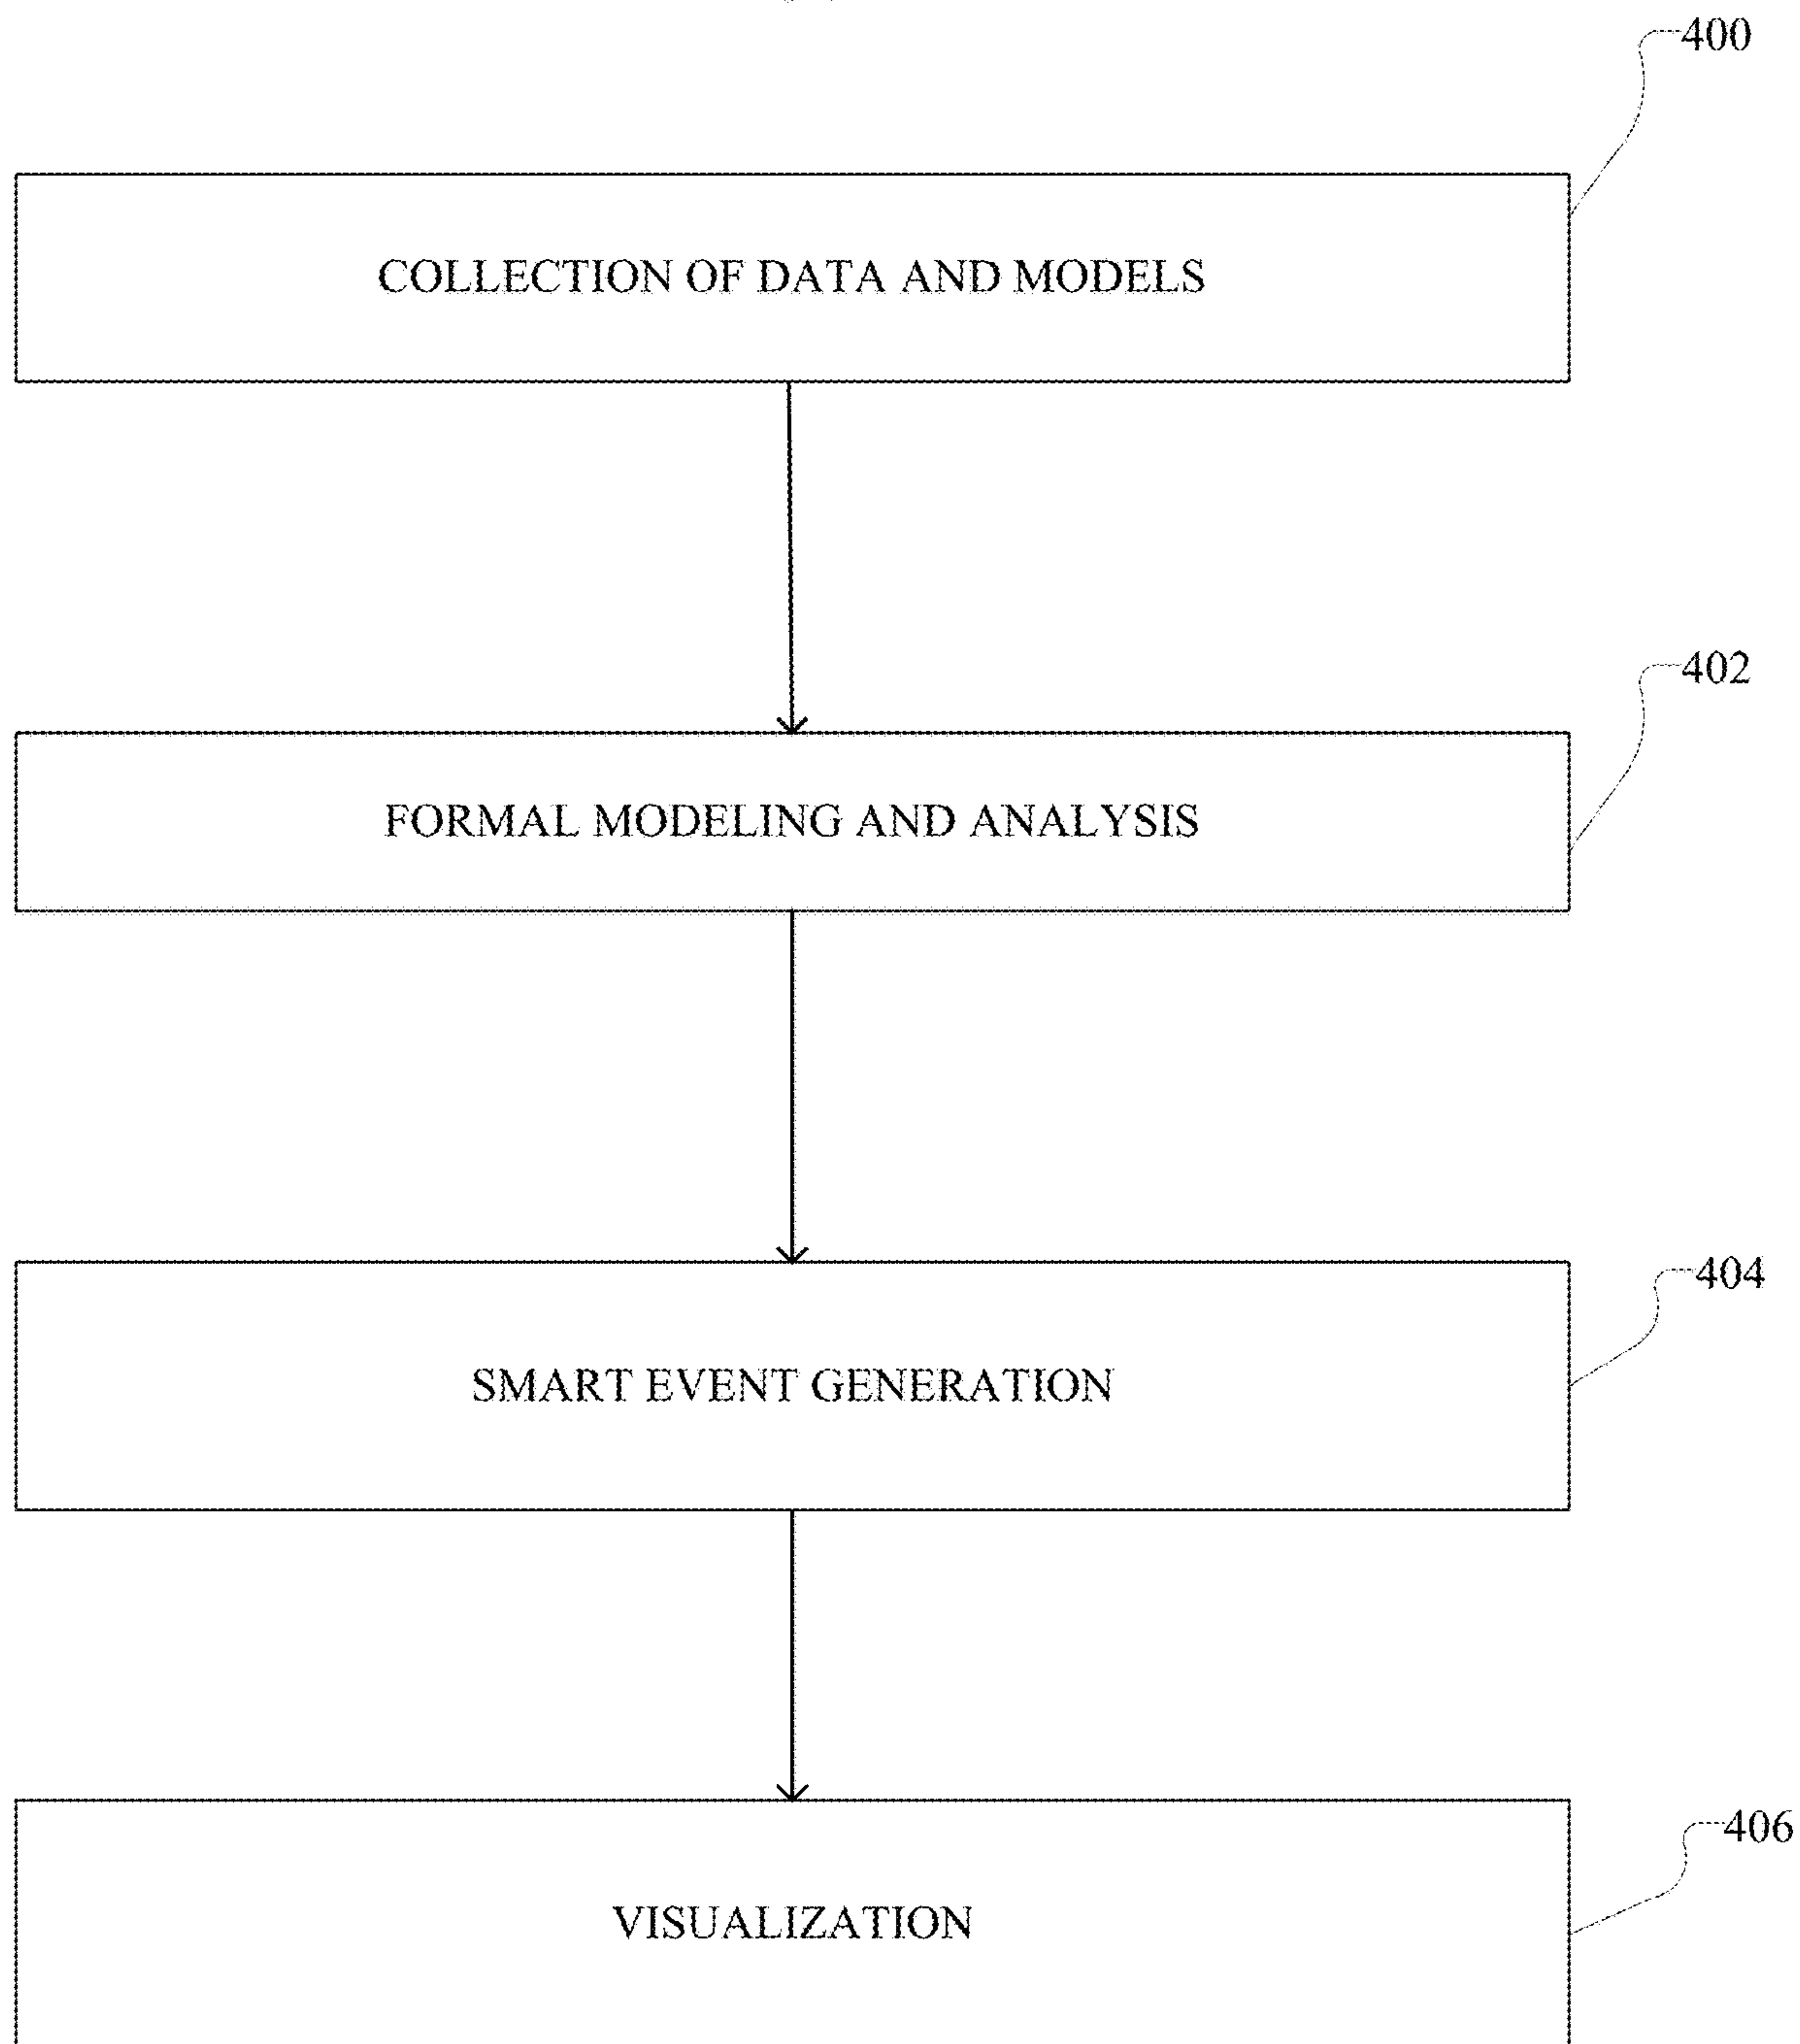 400
COLLECTION OF DATA AND MODELS
402
FORMAL MODELING AND ANALYSIS
404
SMART EVENT GENERATION
406
VISUALIZATION